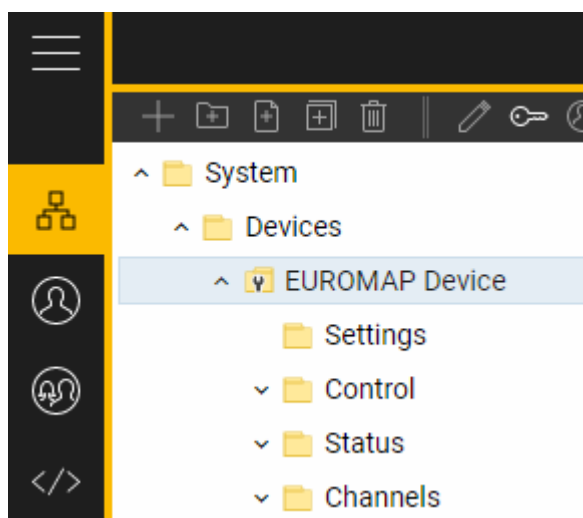 System
Devices
EUROMAP Device
Settings
Control
Status
Channels